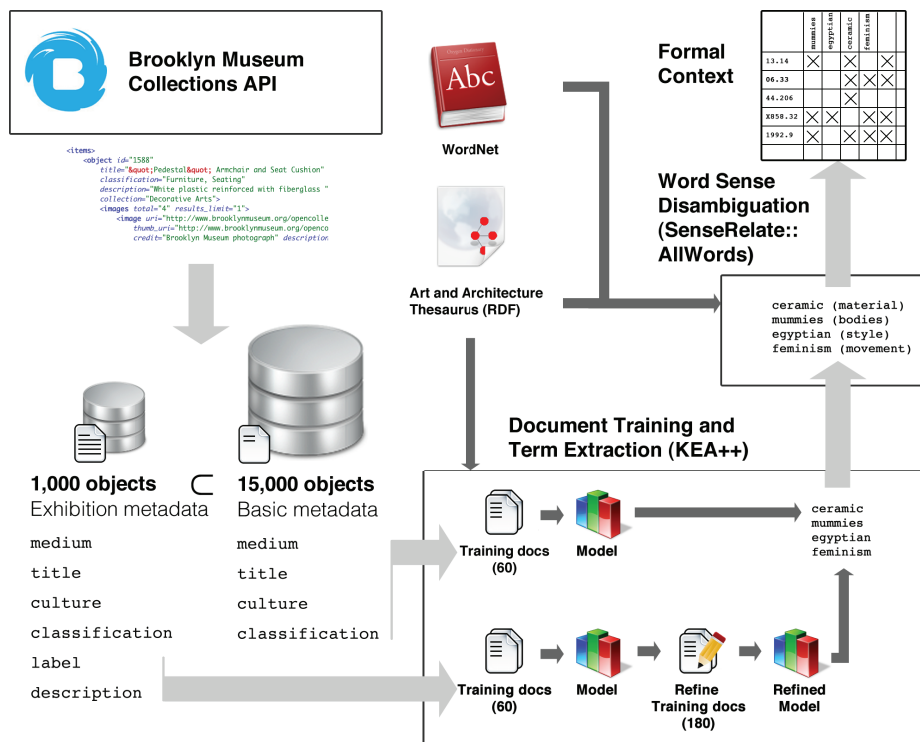 B
Brooklyn Museum
Collections API
<items>
<object id="1588"
title="&quot;Pedestal&quot; Armchair and Seat Cushion"
classification="Furniture, Seating"
description="White plastic reinforced with fiberglass "
collection="Decorative Arts">
<images total="4" results_limit="1">
<image uri="http://www.brooklynmuseum.org/opencolle
thumb_uri="http://www.brooklynmuseum.org/openco
credit="Brooklyn Museum photograph" description
Abc
WordNet
Art and Architecture
Thesaurus (RDF)
Formal
Context
mummies
egyptian
ceramic
feminism
13.14
06.33
44.206
X858.32
1992.9
Word Sense
Disambiguation
(SenseRelate::
AllWords)
ceramic (material)
mummies (bodies)
egyptian (style)
feminism (movement)
1,000 objects
Exhibition metadata
medium
title
culture
classification
label
description
⊂
15,000 objects
Basic metadata
medium
title
culture
classification
Document Training and
Term Extraction (KEA++)
Training docs
(60)
Model
ceramic
mummies
egyptian
feminism
Training docs
(60)
Model
Refine
Training docs
(180)
Refined
Model